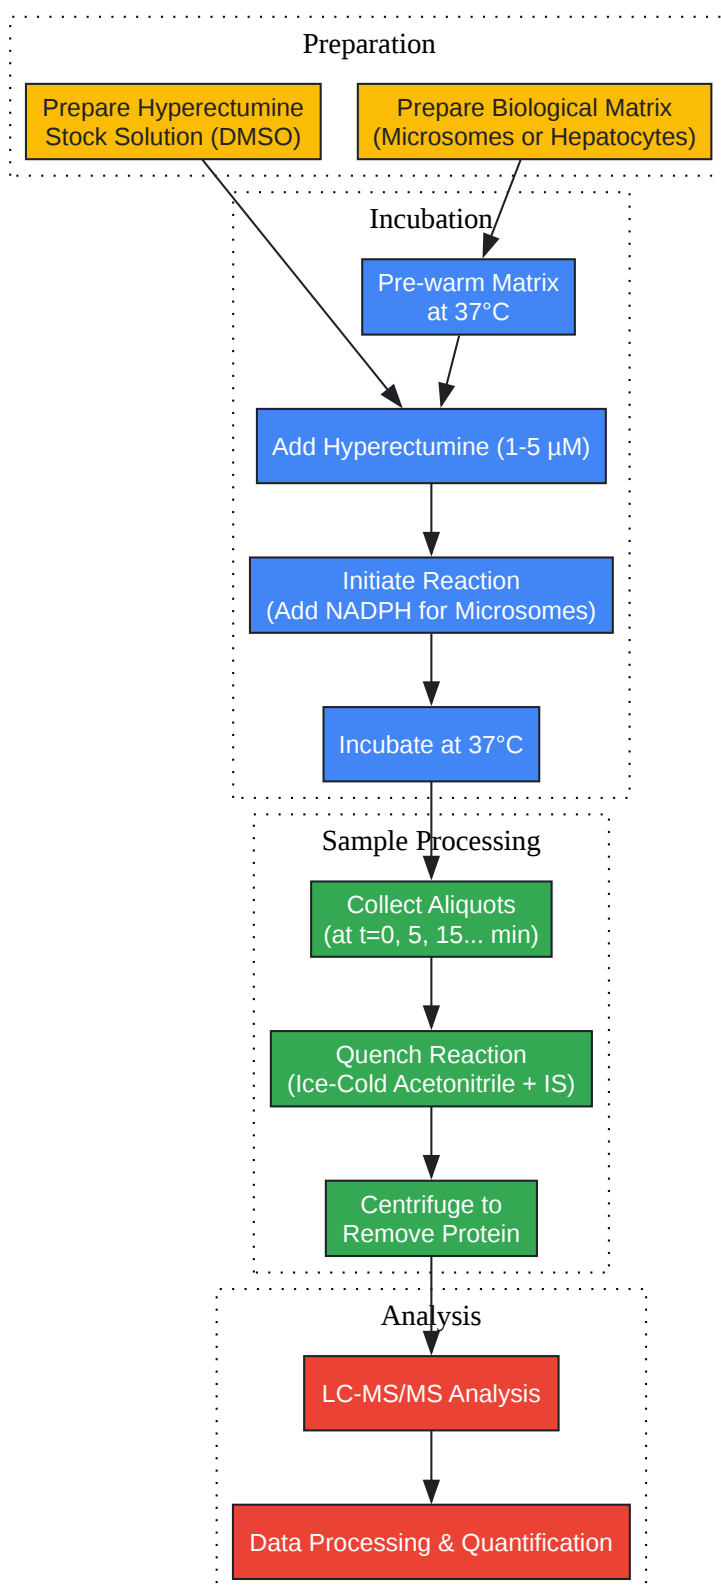 Preparation
Prepare Hyperectumine
Stock Solution (DMSO)
Prepare Biological Matrix
(Microsomes or Hepatocytes)
Incubation
Pre-warm Matrix
at 37°C
Add Hyperectumine (1-5 µM)
Initiate Reaction
(Add NADPH for Microsomes)
Incubate at 37°C
Sample Processing
Collect Aliquots
(at t=0, 5, 15... min)
Quench Reaction
(Ice-Cold Acetonitrile + IS)
Centrifuge to
Remove Protein
Analysis
LC-MS/MS Analysis
Data Processing & Quantification